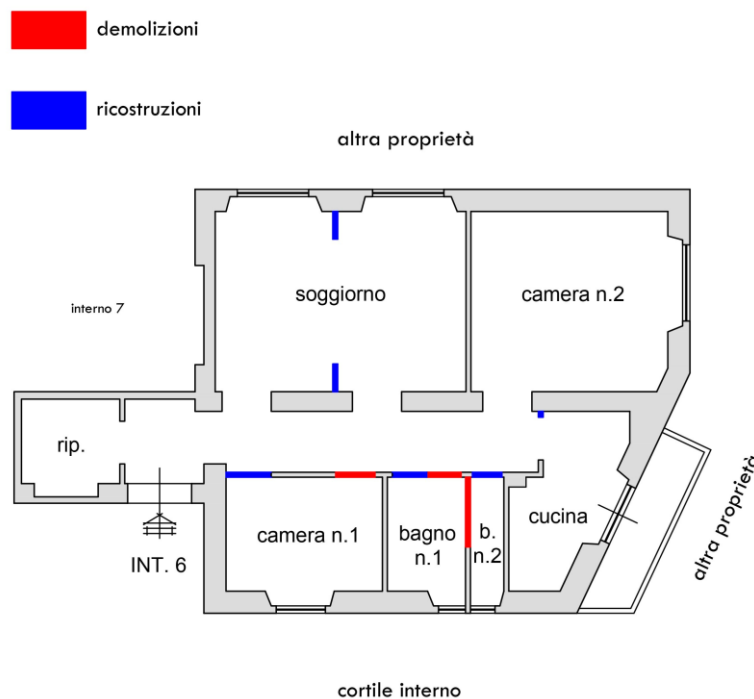 demolizioni
ricostruzioni
altra proprietà
interno 7
soggiorno
camera n.2
rip.
INT. 6
camera n.1
bagno
n.1
b.
n.2
cucina
altra proprietà
cortile interno